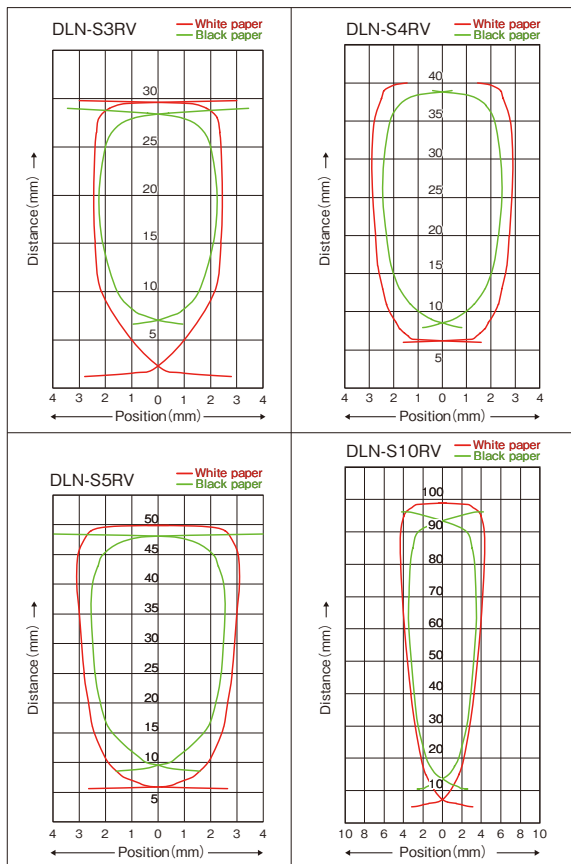 DLN-S3RV
White paper
Black paper
30
25
20
15
10
5
Distance(mm)
4 3 2 1 0 1 2 3 4
Position(mm)
DLN-S4RV
White paper
Black paper
40
35
30
25
20
15
10
5
Distance(mm)
4 3 2 1 0 1 2 3 4
Position(mm)
DLN-S5RV
White paper
Black paper
50
45
40
35
30
25
20
15
10
5
Distance(mm)
4 3 2 1 0 1 2 3 4
Position(mm)
DLN-S10RV
White paper
Black paper
100
90
80
70
60
50
40
30
20
10
Distance(mm)
10 8 6 4 2 0 2 4 6 8 10
Position(mm)